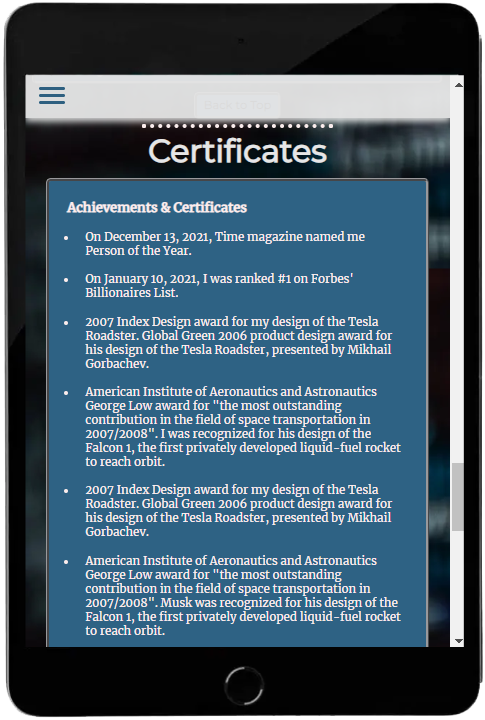 Back to Top
Certificates
Achievements & Certificates
On December 13, 2021, Time magazine named me
Person of the Year.
On January 10, 2021, I was ranked #1 on Forbes'
Billionaires List.
2007 Index Design award for my design of the Tesla
Roadster. Global Green 2006 product design award for
his design of the Tesla Roadster, presented by Mikhail
Gorbachev.
American Institute of Aeronautics and Astronautics
George Low award for "the most outstanding
contribution in the field of space transportation in
2007/2008". I was recognized for his design of the
Falcon 1, the first privately developed liquid-fuel rocket
to reach orbit.
2007 Index Design award for my design of the Tesla
Roadster. Global Green 2006 product design award for
his design of the Tesla Roadster, presented by Mikhail
Gorbachev.
American Institute of Aeronautics and Astronautics
George Low award for "the most outstanding
contribution in the field of space transportation in
2007/2008". Musk was recognized for his design of the
Falcon 1, the first privately developed liquid-fuel rocket
to reach orbit.